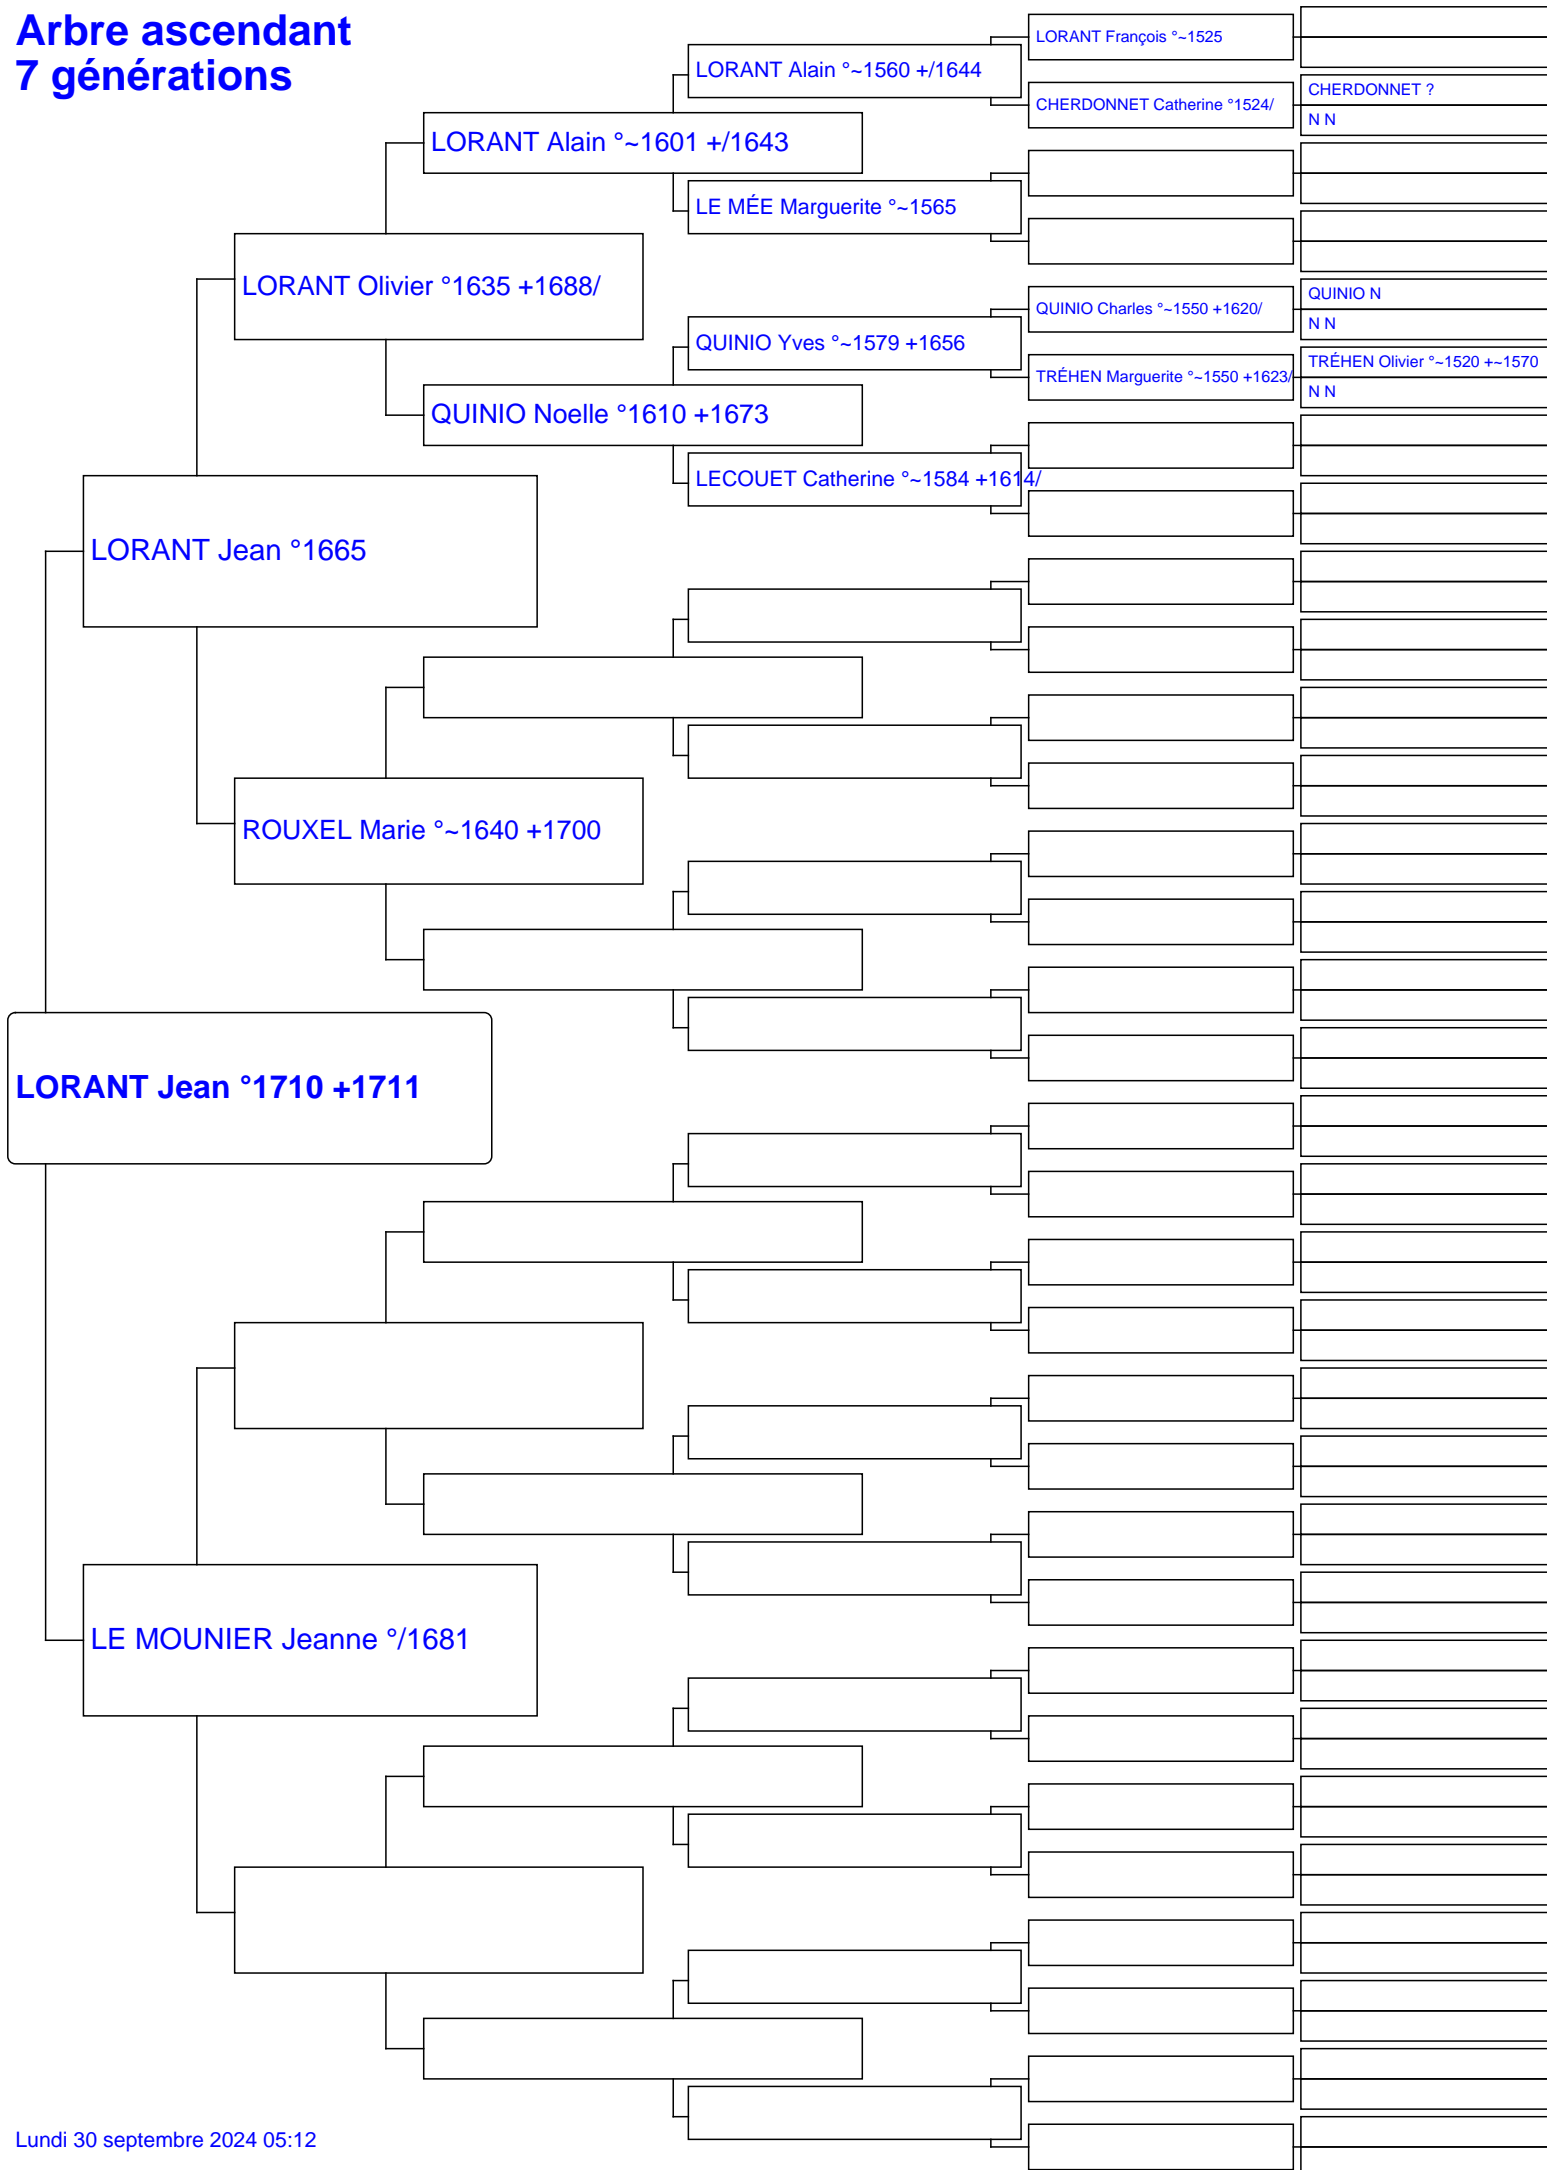 Arbre ascendant
7 générations
LORANT François °~1525
LORANT Alain °~1560 +/1644
CHERDONNET ?
CHERDONNET Catherine °1524/
N N
LORANT Alain °~1601 +/1643
LE MÉE Marguerite °~1565
LORANT Olivier °1635 +1688/
QUINIO N
QUINIO Charles °~1550 +1620/
N N
QUINIO Yves °~1579 +1656
TRÉHEN Olivier °~1520 +~1570
TRÉHEN Marguerite °~1550 +1623/
N N
QUINIO Noelle °1610 +1673
LECOUET Catherine °~1584 +1614/
LORANT Jean °1665
ROUXEL Marie °~1640 +1700
LORANT Jean °1710 +1711
LE MOUNIER Jeanne °/1681
Lundi 30 septembre 2024 05:12